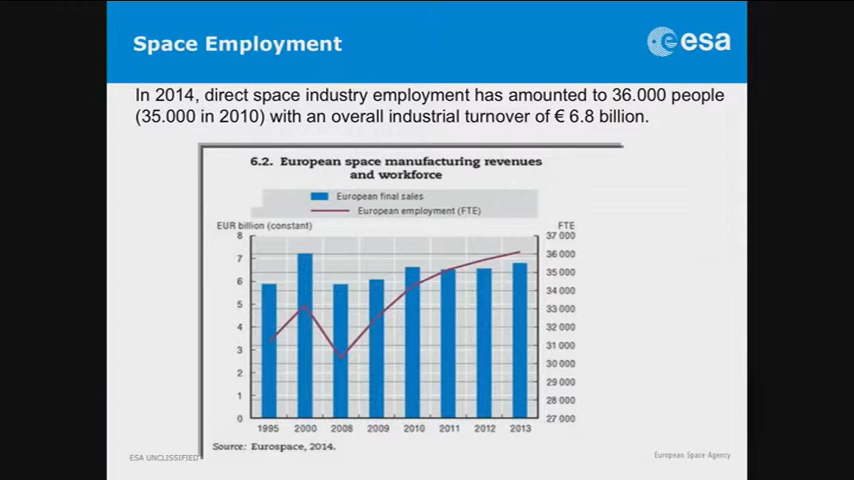 Space Employment
esa
In 2014, direct space industry employment has amounted to 36.000 people
(35.000 in 2010) with an overall industrial turnover of € 6.8 billion.
6.2. European space manufacturing revenues
and workforce
European final sales
European employment (FTE)
EUR billion (constant) FTE
8 37 000
7 36 000
6 35 000
5 34 000
4 33 000
3 32 000
2 31 000
1 30 000
0 29 000
28 000
27 000
1995 2000 2008 2009 2010 2011 2012 2013
Source: Eurospace, 2014.
ESA UNCLASSIFIED European Space Agency